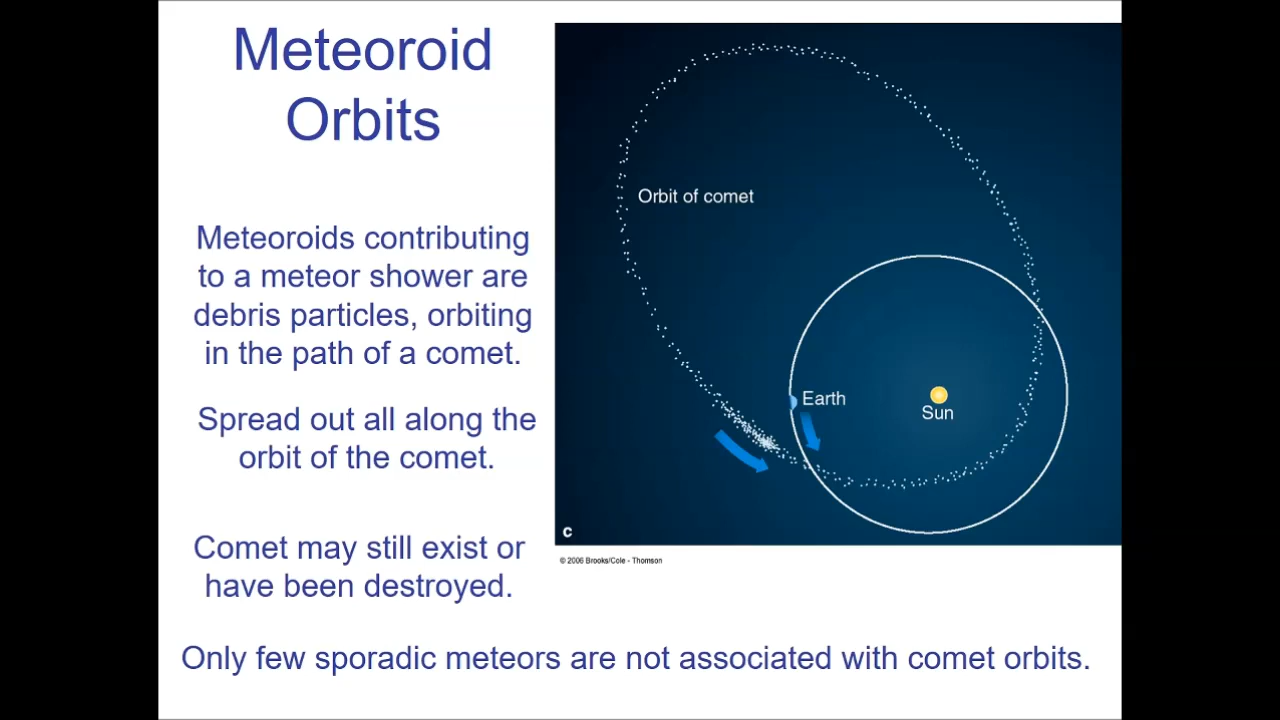 Meteoroid
Orbits
Meteoroids contributing
to a meteor shower are
debris particles, orbiting
in the path of a comet.
Spread out all along the
orbit of the comet.
Comet may still exist or
have been destroyed.
Only few sporadic meteors are not associated with comet orbits.
Orbit of comet
Earth
Sun
c
© 2006 Brooks/Cole - Thomson